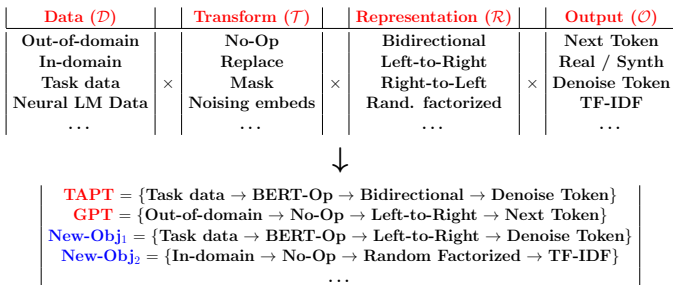 Data (𝒟) Transform (𝒯) Representation (ℛ) Output (𝒪)
Out-of-domain No-Op Bidirectional Next Token
In-domain Replace Left-to-Right Real / Synth
Task data × Mask × Right-to-Left × Denoise Token
Neural LM Data Noising embeds Rand. factorized TF-IDF
... ... ... ...
↓
TAPT = {Task data → BERT-Op → Bidirectional → Denoise Token}
GPT = {Out-of-domain → No-Op → Left-to-Right → Next Token}
New-Obj₁ = {Task data → BERT-Op → Left-to-Right → Denoise Token}
New-Obj₂ = {In-domain → No-Op → Random Factorized → TF-IDF}
...